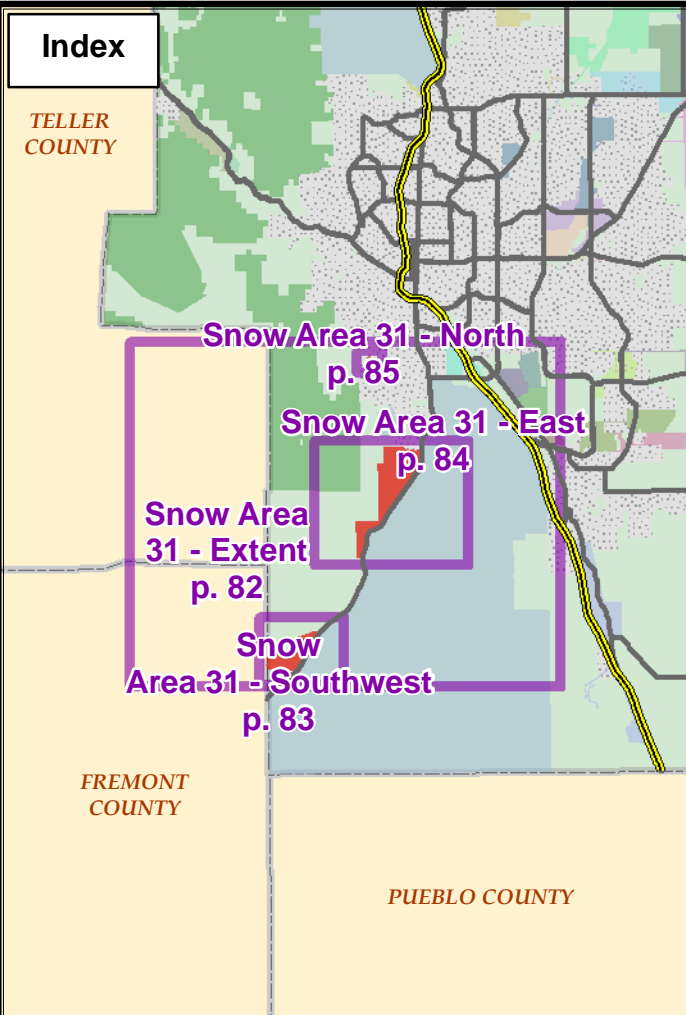 Index
TELLER
COUNTY
Snow Area 31 - North
p. 85
Snow Area 31 - East
p. 84
Snow Area
31 - Extent
p. 82
Snow
Area 31 - Southwest
p. 83
FREMONT
COUNTY
PUEBLO COUNTY